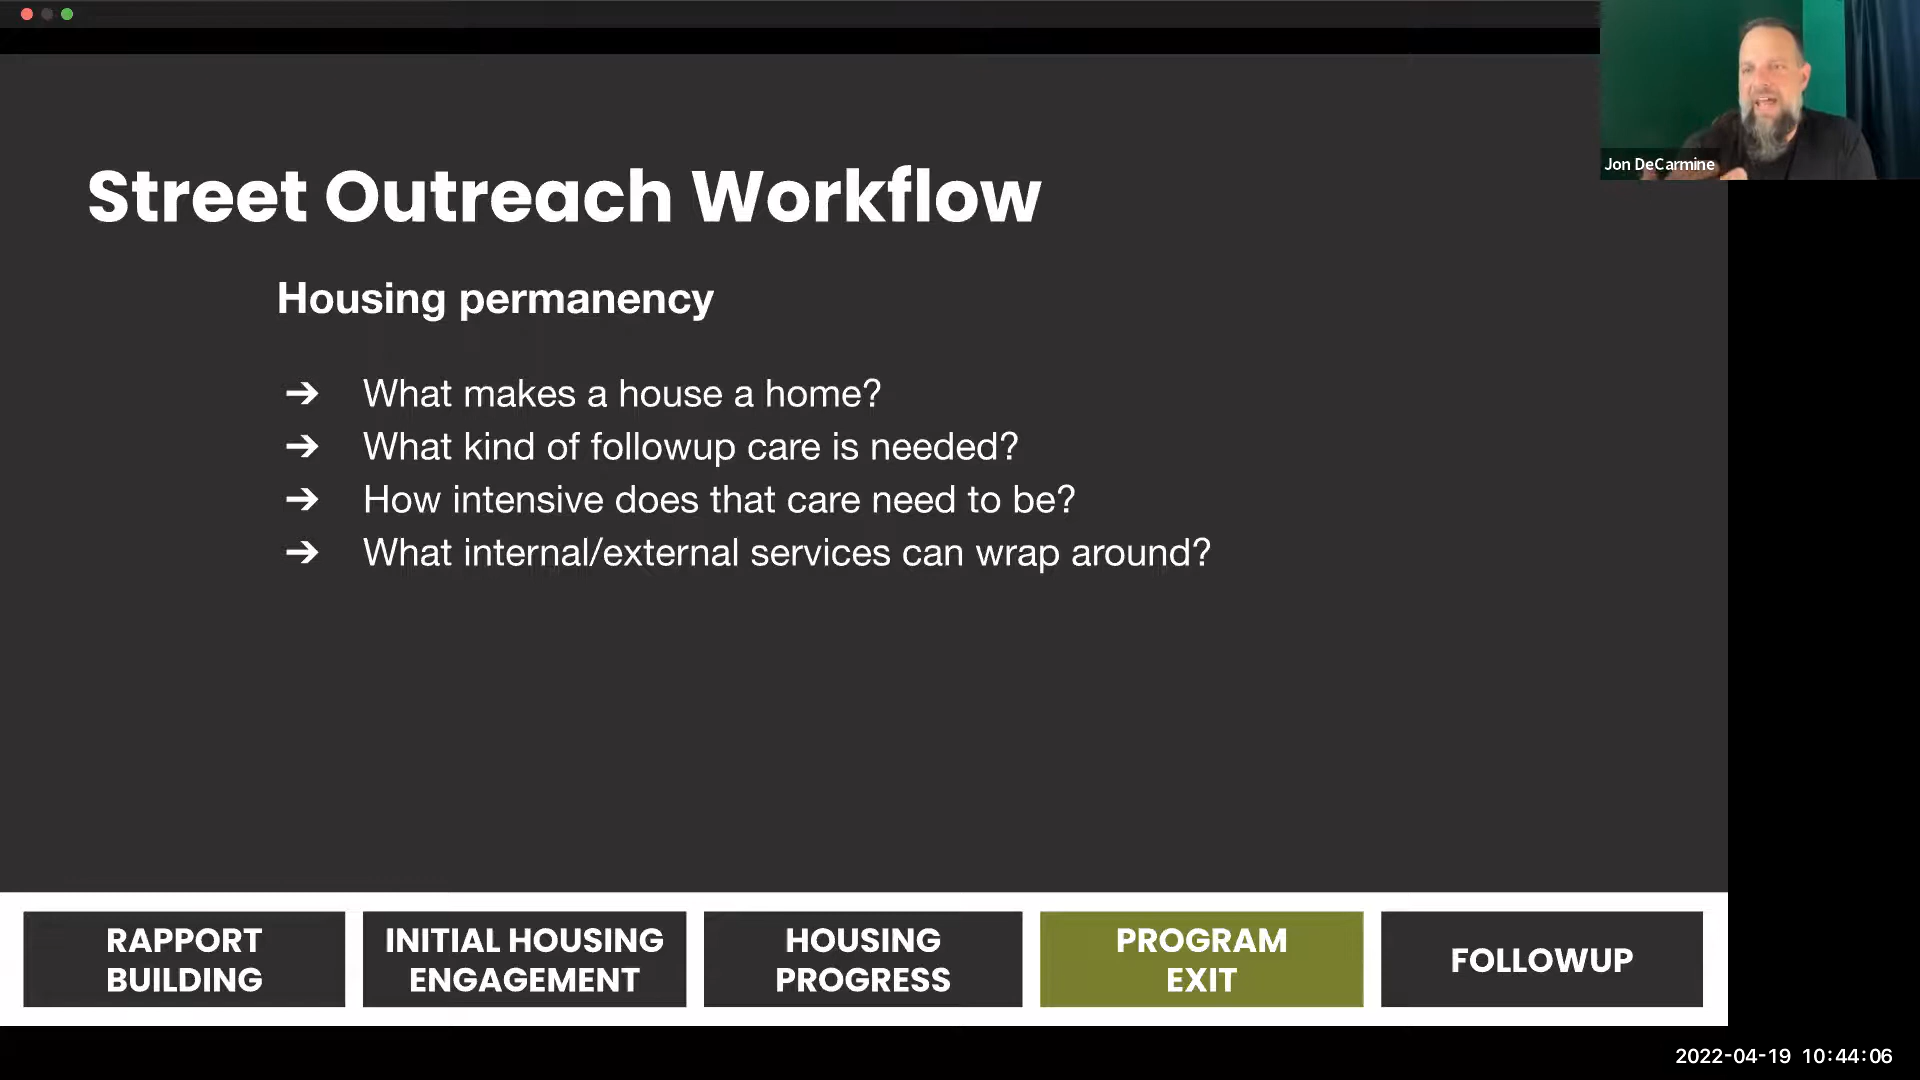 Jon DeCarmine
Street Outreach Workflow
Housing permanency
➔ What makes a house a home?
➔ What kind of followup care is needed?
➔ How intensive does that care need to be?
➔ What internal/external services can wrap around?
RAPPORT
BUILDING
INITIAL HOUSING
ENGAGEMENT
HOUSING
PROGRESS
PROGRAM
EXIT
FOLLOWUP
2022-04-19 10:44:06